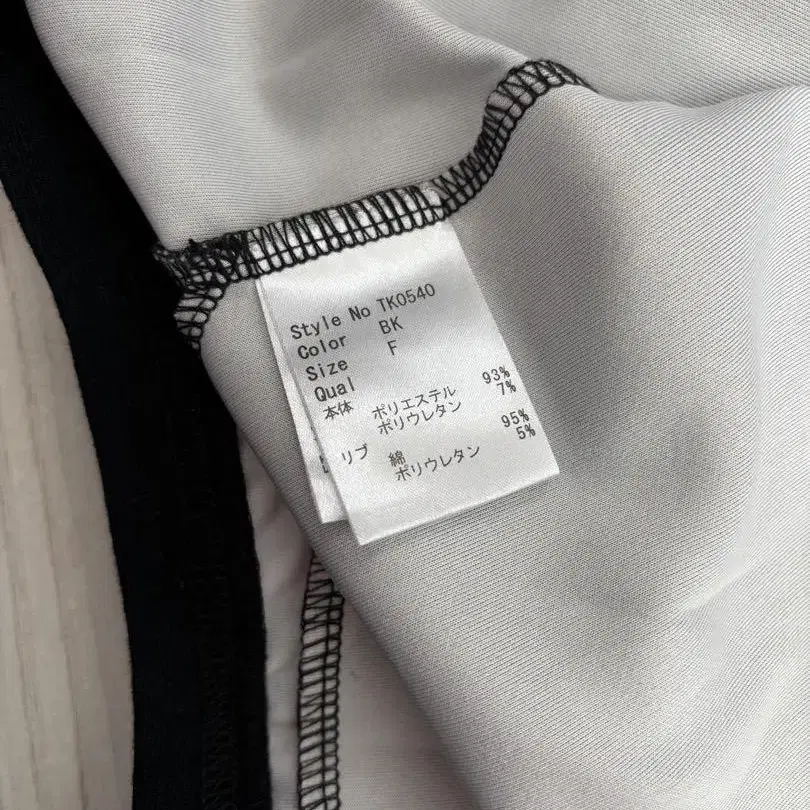 Style No TK0540
Color BK
Size F
Qual
本体 ポリエステル 93%
ポリウレタン 7%
リブ 綿 95%
ポリウレタン 5%